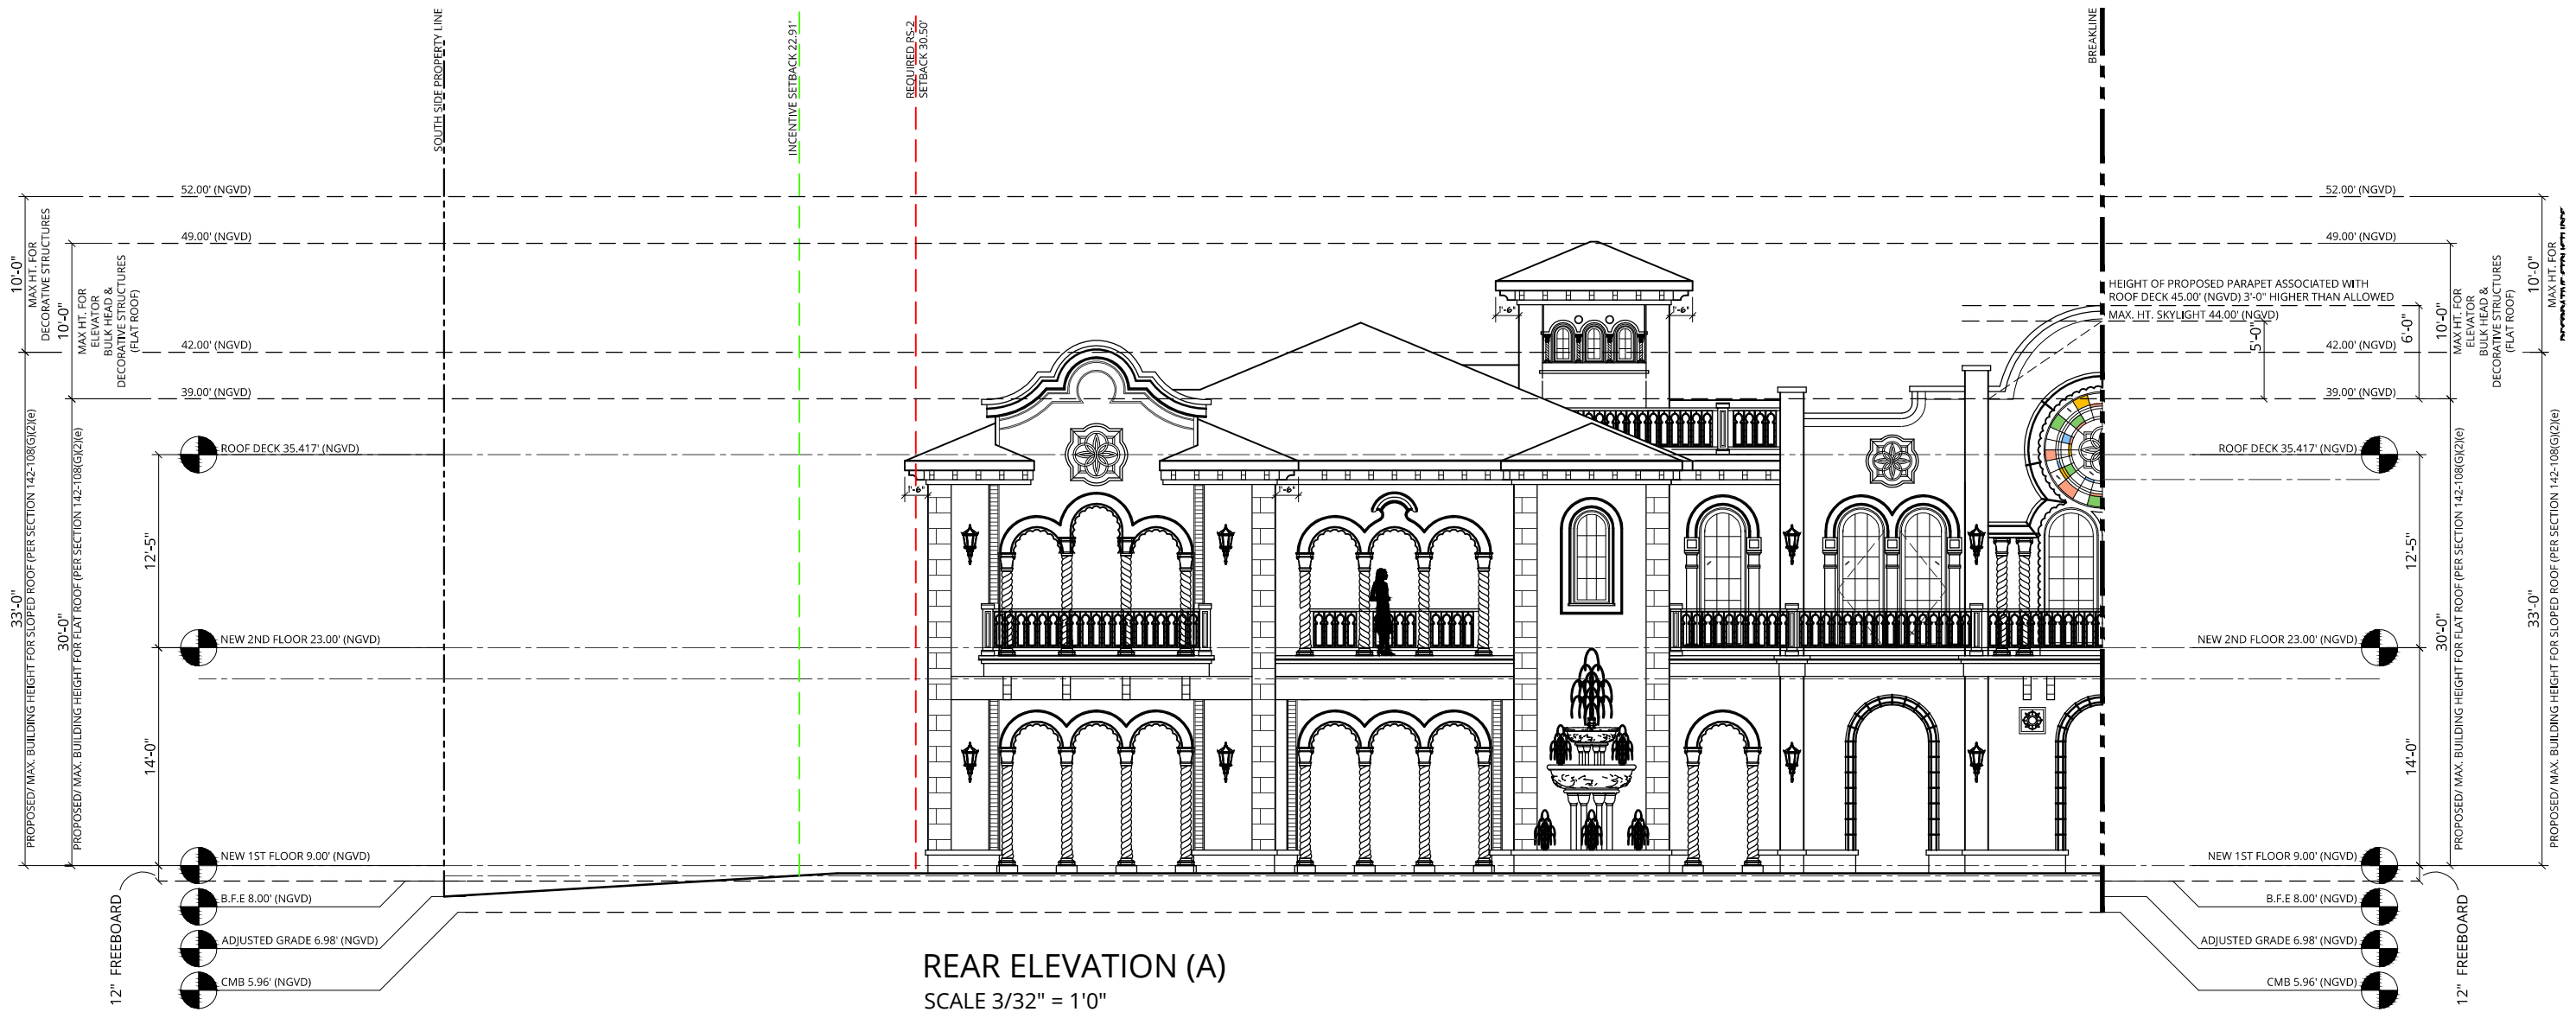 SOUTH SIDE PROPERTY LINE
INCENTIVE SETBACK 22.91'
REQUIRED RS-2
SETBACK 30.50'
BREAKLINE
52.00' (NGVD)
49.00' (NGVD)
42.00' (NGVD)
39.00' (NGVD)
10'-0"
MAX HT. FOR
DECORATIVE STRUCTURES
10'-0"
MAX HT. FOR
ELEVATOR
BULK HEAD &
DECORATIVE STRUCTURES
(FLAT ROOF)
33'-0"
PROPOSED/ MAX. BUILDING HEIGHT FOR SLOPED ROOF (PER SECTION 142-108(G)(2)(e)
30'-0"
PROPOSED/ MAX. BUILDING HEIGHT FOR FLAT ROOF (PER SECTION 142-108(G)(2)(e)
12'-5"
14'-0"
ROOF DECK 35.417' (NGVD)
NEW 2ND FLOOR 23.00' (NGVD)
NEW 1ST FLOOR 9.00' (NGVD)
B.F.E 8.00' (NGVD)
ADJUSTED GRADE 6.98' (NGVD)
CMB 5.96' (NGVD)
12" FREEBOARD
1'-6"
1'-6"
1'-6"
1'-6"
52.00' (NGVD)
49.00' (NGVD)
HEIGHT OF PROPOSED PARAPET ASSOCIATED WITH
ROOF DECK 45.00' (NGVD) 3'-0" HIGHER THAN ALLOWED
MAX. HT. SKYLIGHT 44.00' (NGVD)
42.00' (NGVD)
39.00' (NGVD)
5'-0"
6'-0"
10'-0"
MAX HT. FOR
ELEVATOR
BULK HEAD &
DECORATIVE STRUCTURES
(FLAT ROOF)
10'-0"
MAX HT. FOR
ROOF DECK 35.417' (NGVD)
NEW 2ND FLOOR 23.00' (NGVD)
NEW 1ST FLOOR 9.00' (NGVD)
B.F.E 8.00' (NGVD)
ADJUSTED GRADE 6.98' (NGVD)
CMB 5.96' (NGVD)
12'-5"
14'-0"
30'-0"
PROPOSED/ MAX. BUILDING HEIGHT FOR FLAT ROOF (PER SECTION 142-108(G)(2)(e)
33'-0"
PROPOSED/ MAX. BUILDING HEIGHT FOR SLOPED ROOF (PER SECTION 142-108(G)(2)(e)
12" FREEBOARD
REAR ELEVATION (A)
SCALE 3/32" = 1'0"